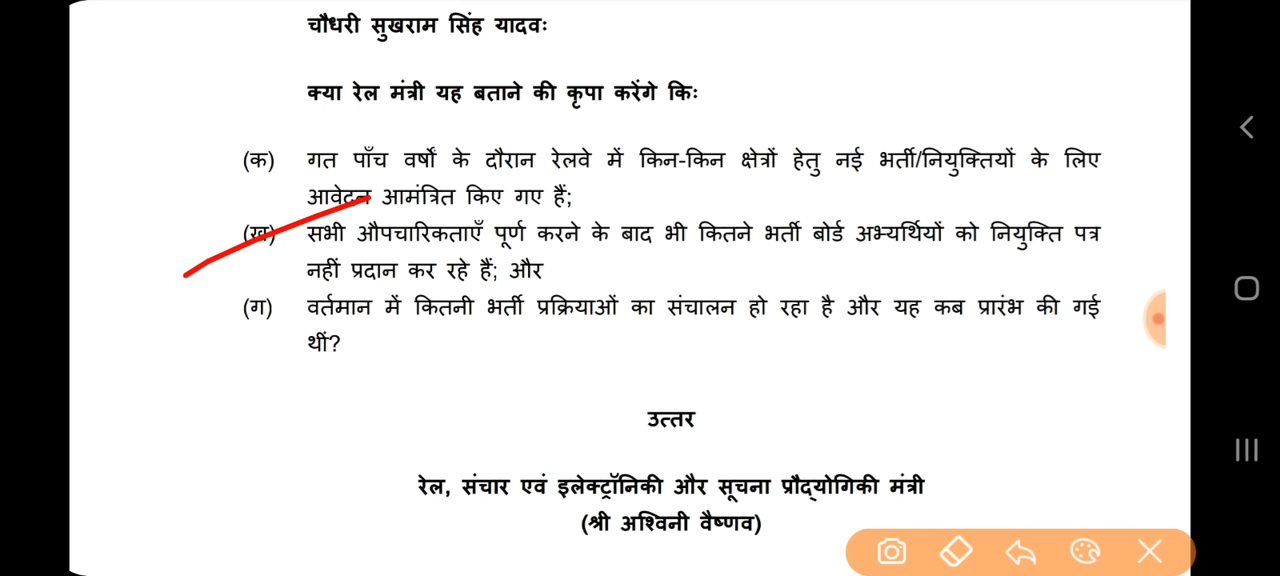 चौधरी सुखराम सिंह यादवः
क्या रेल मंत्री यह बताने की कृपा करेंगे किः
(क) गत पाँच वर्षों के दौरान रेलवे में किन-किन क्षेत्रों हेतु नई भर्ती/नियुक्तियों के लिए
आवेदन आमंत्रित किए गए हैं;
(ख) सभी औपचारिकताएँ पूर्ण करने के बाद भी कितने भर्ती बोर्ड अभ्यर्थियों को नियुक्ति पत्र
नहीं प्रदान कर रहे हैं; और
(ग) वर्तमान में कितनी भर्ती प्रक्रियाओं का संचालन हो रहा है और यह कब प्रारंभ की गई
थीं?
उत्तर
रेल, संचार एवं इलेक्ट्रॉनिकी और सूचना प्रौद्योगिकी मंत्री
(श्री अश्विनी वैष्णव)